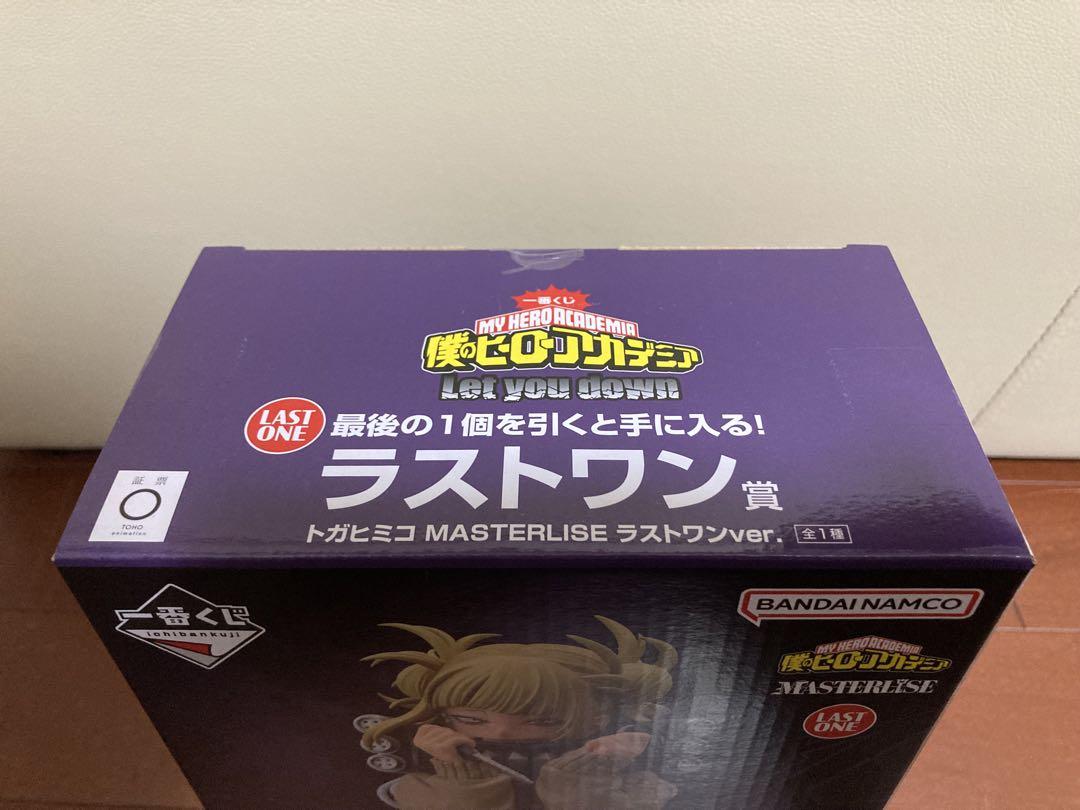 一番くじ
MY HERO ACADEMIA
僕のヒーローアカデミア
Let you down
LAST ONE
最後の1個を引くと手に入る!
ラストワン賞
トガヒミコ MASTERLISE ラストワンver. 全1種
証票
TOHO
animation
一番くじ
ichibankuji
BANDAI NAMCO
MY HERO ACADEMIA
僕のヒーローアカデミア
MASTERLISE
LAST ONE